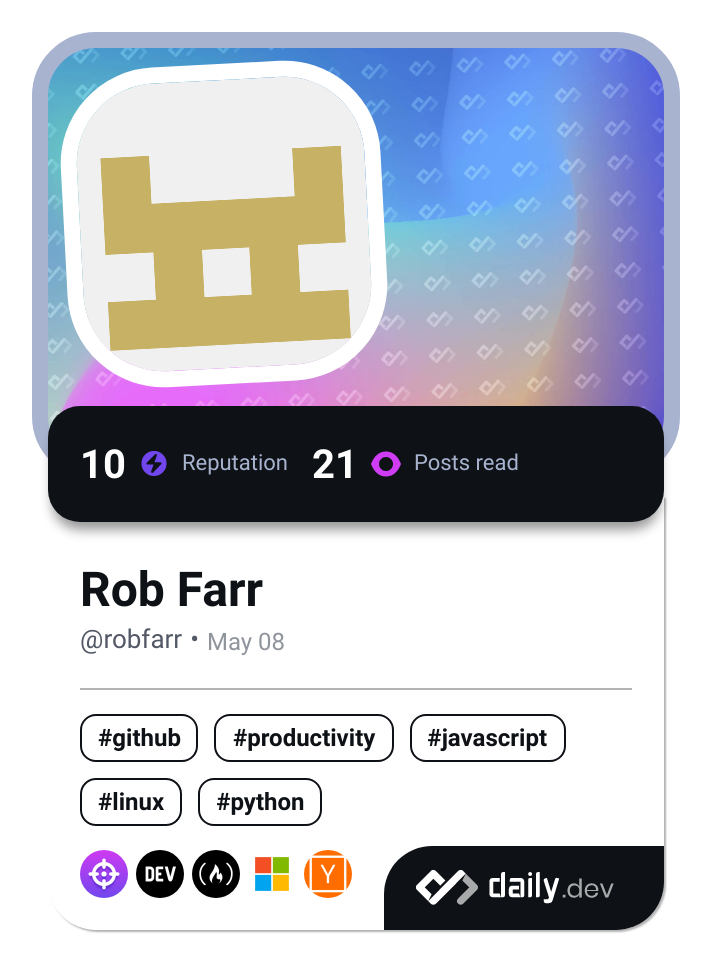 10 Reputation 21 Posts read
Rob Farr
@robfarr • May 08
#github #productivity #javascript
#linux #python
DEV Y
daily.dev